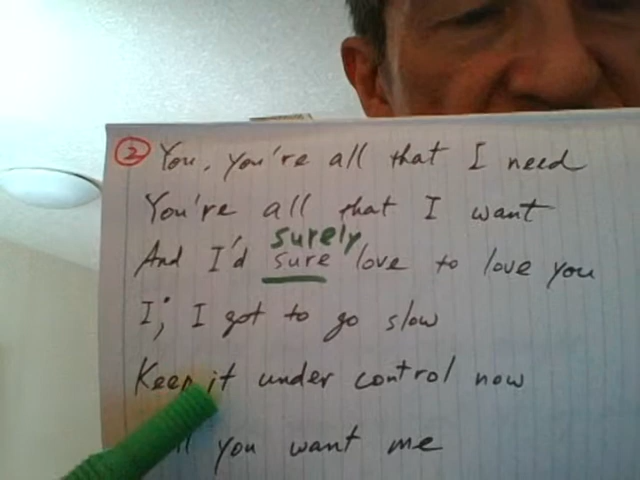 ② You, you're all that I need
You're all that I want
surely
And I'd sure love to love you
I; I got to go slow
Keep it under control now
you want me